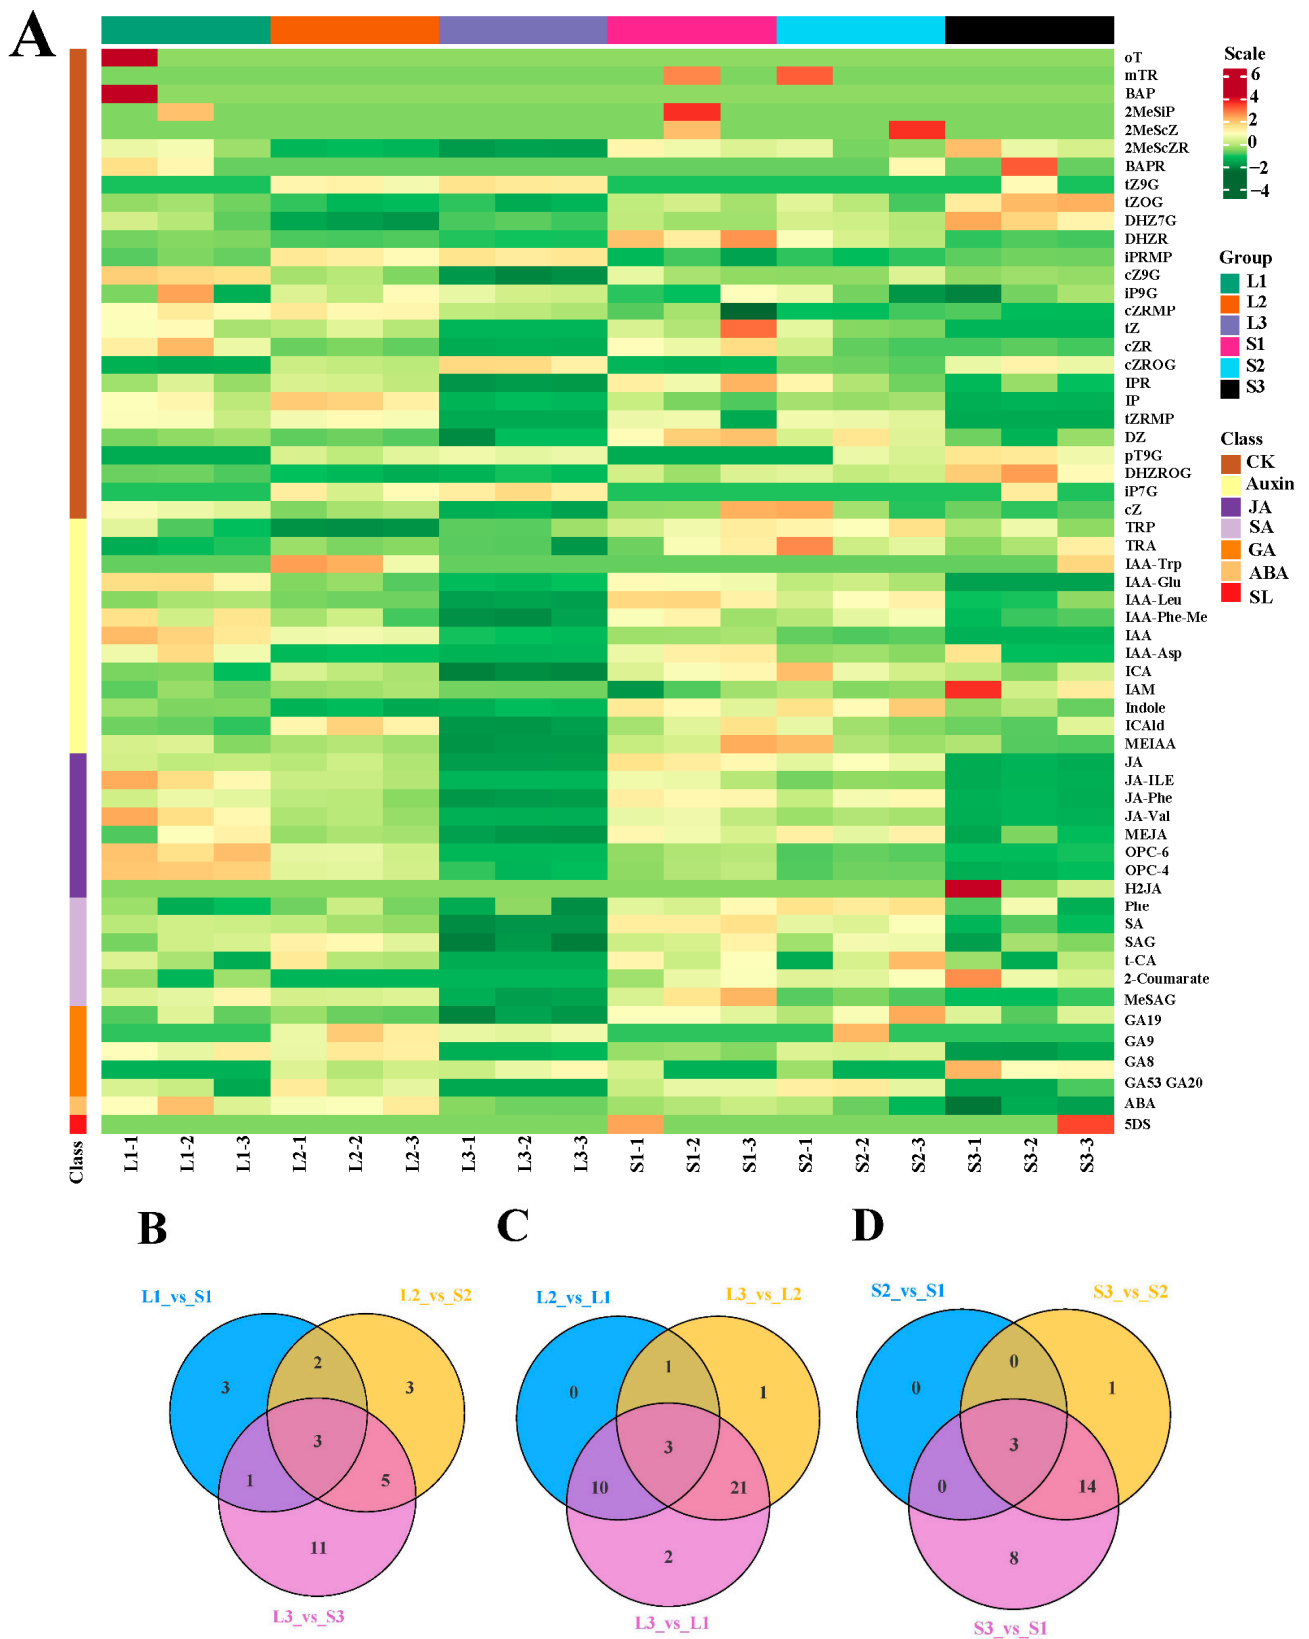 A
oT
mTR
BAP
2MeSiP
2MeScZ
2MeScZR
BAPR
tZ9G
tZOG
DHZ7G
DHZR
iPRMP
cZ9G
iP9G
cZRMP
tZ
cZR
cZROG
IPR
IP
tZRMP
DZ
pT9G
DHZROG
iP7G
cZ
TRP
TRA
IAA-Trp
IAA-Glu
IAA-Leu
IAA-Phe-Me
IAA
IAA-Asp
ICA
IAM
Indole
ICAld
MEIAA
JA
JA-ILE
JA-Phe
JA-Val
MEJA
OPC-6
OPC-4
H2JA
Phe
SA
SAG
t-CA
2-Coumarate
MeSAG
GA19
GA9
GA8
GA53 GA20
ABA
5DS
Scale
6
4
2
0
−2
−4
Group
L1
L2
L3
S1
S2
S3
Class
CK
Auxin
JA
SA
GA
ABA
SL
Class
L1-1
L1-2
L1-3
L2-1
L2-2
L2-3
L3-1
L3-2
L3-3
S1-1
S1-2
S1-3
S2-1
S2-2
S2-3
S3-1
S3-2
S3-3
B
L1_vs_S1
L2_vs_S2
2
3
3
3
1
5
11
L3_vs_S3
C
L2_vs_L1
L3_vs_L2
1
0
1
3
10
21
2
L3_vs_L1
D
S2_vs_S1
S3_vs_S2
0
0
1
3
0
14
8
S3_vs_S1